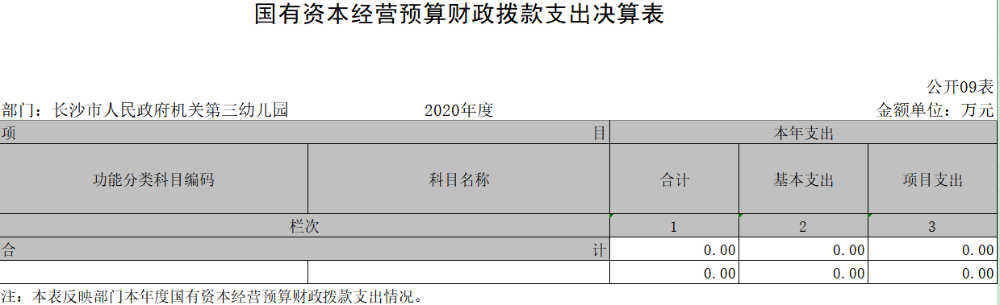 国有资本经营预算财政拨款支出决算表
公开09表
部门：长沙市人民政府机关第三幼儿园 2020年度 金额单位：万元
项 目 本年支出
功能分类科目编码 科目名称 合计 基本支出 项目支出
栏次 1 2 3
合 计 0.00 0.00 0.00
0.00 0.00 0.00
注：本表反映部门本年度国有资本经营预算财政拨款支出情况。